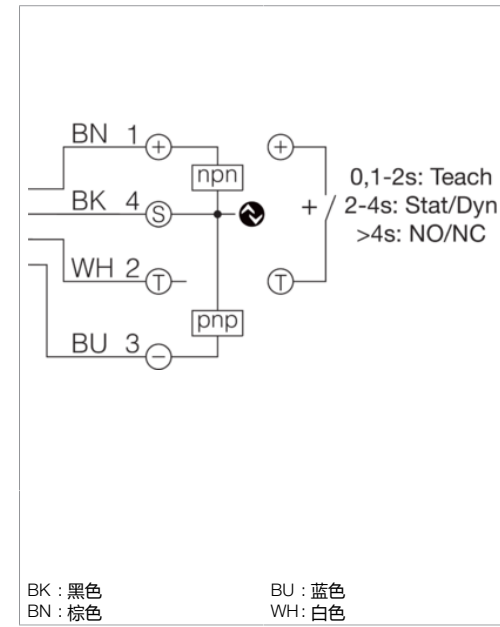 BN 1 +
npn
BK 4 S
WH 2 T
pnp
BU 3 −
+
+
0,1-2s: Teach
2-4s: Stat/Dyn
>4s: NO/NC
T
BK : 黑色
BN : 棕色
BU : 蓝色
WH: 白色